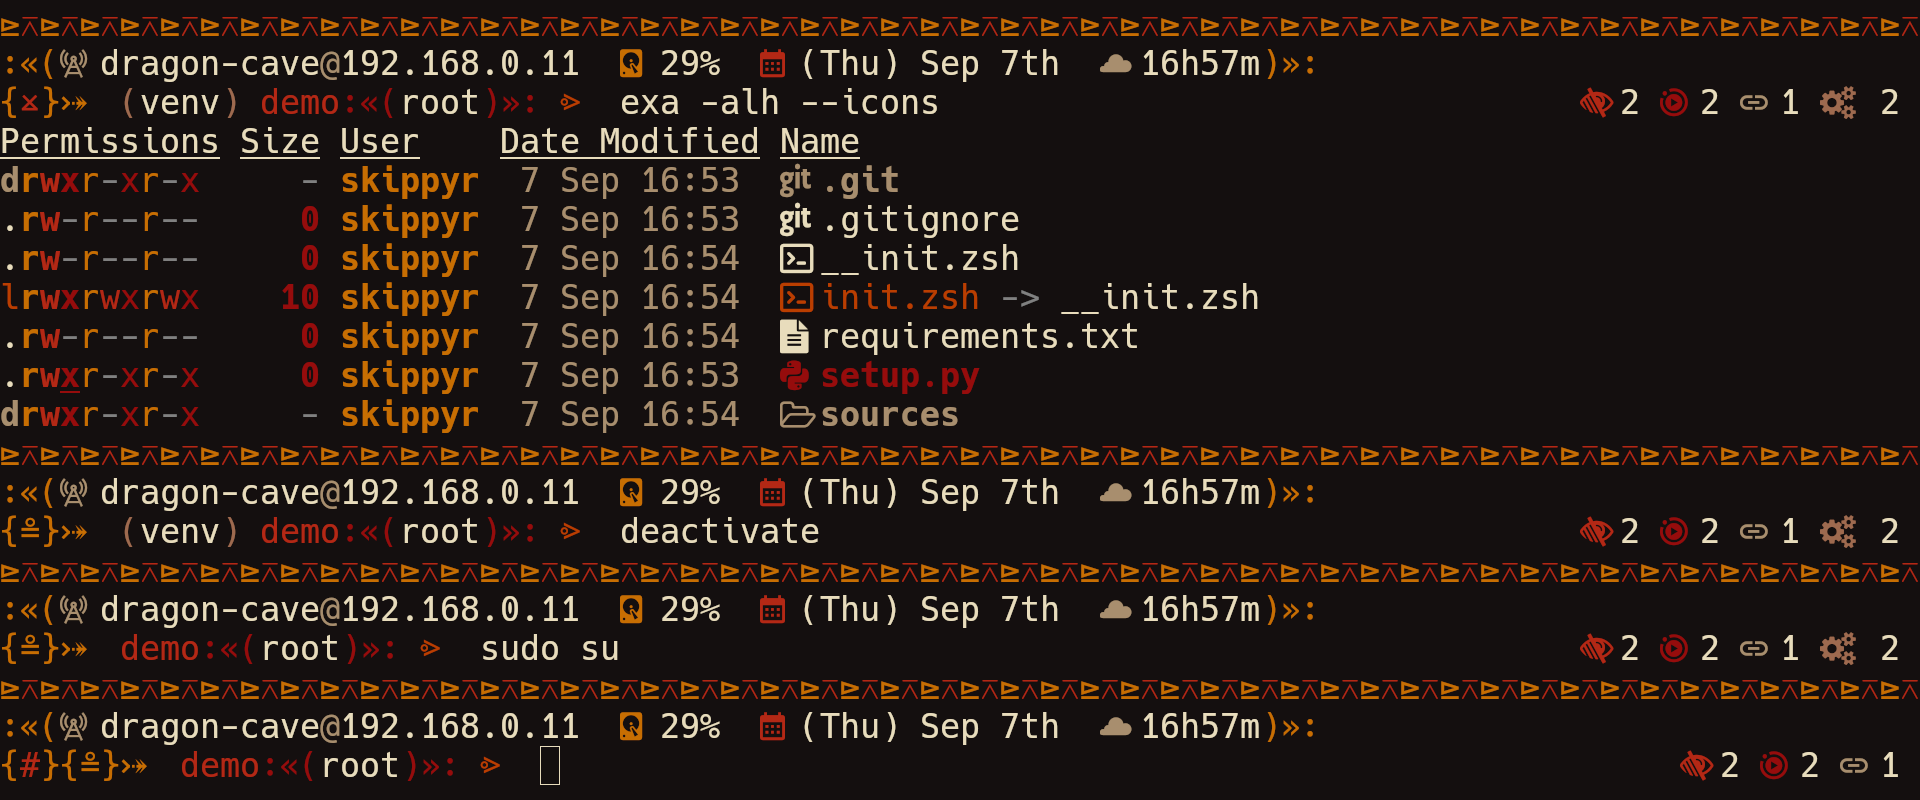 :«( dragon-cave@192.168.0.11 29% (Thu) Sep 7th 16h57m)»:
{⨱}➳ (venv) demo:«(root)»: ⪢ exa -alh --icons 2 2 1 2
Permissions Size User Date Modified Name
drwxr-xr-x - skippyr 7 Sep 16:53 git .git
.rw-r--r-- 0 skippyr 7 Sep 16:53 git .gitignore
.rw-r--r-- 0 skippyr 7 Sep 16:54 __init.zsh
lrwxrwxrwx 10 skippyr 7 Sep 16:54 init.zsh -> __init.zsh
.rw-r--r-- 0 skippyr 7 Sep 16:54 requirements.txt
.rwxr-xr-x 0 skippyr 7 Sep 16:53 setup.py
drwxr-xr-x - skippyr 7 Sep 16:54 sources
:«( dragon-cave@192.168.0.11 29% (Thu) Sep 7th 16h57m)»:
{≗}➳ (venv) demo:«(root)»: ⪢ deactivate 2 2 1 2
:«( dragon-cave@192.168.0.11 29% (Thu) Sep 7th 16h57m)»:
{≗}➳ demo:«(root)»: ⪢ sudo su 2 2 1 2
:«( dragon-cave@192.168.0.11 29% (Thu) Sep 7th 16h57m)»:
{#}{≗}➳ demo:«(root)»: ⪢ 2 2 1